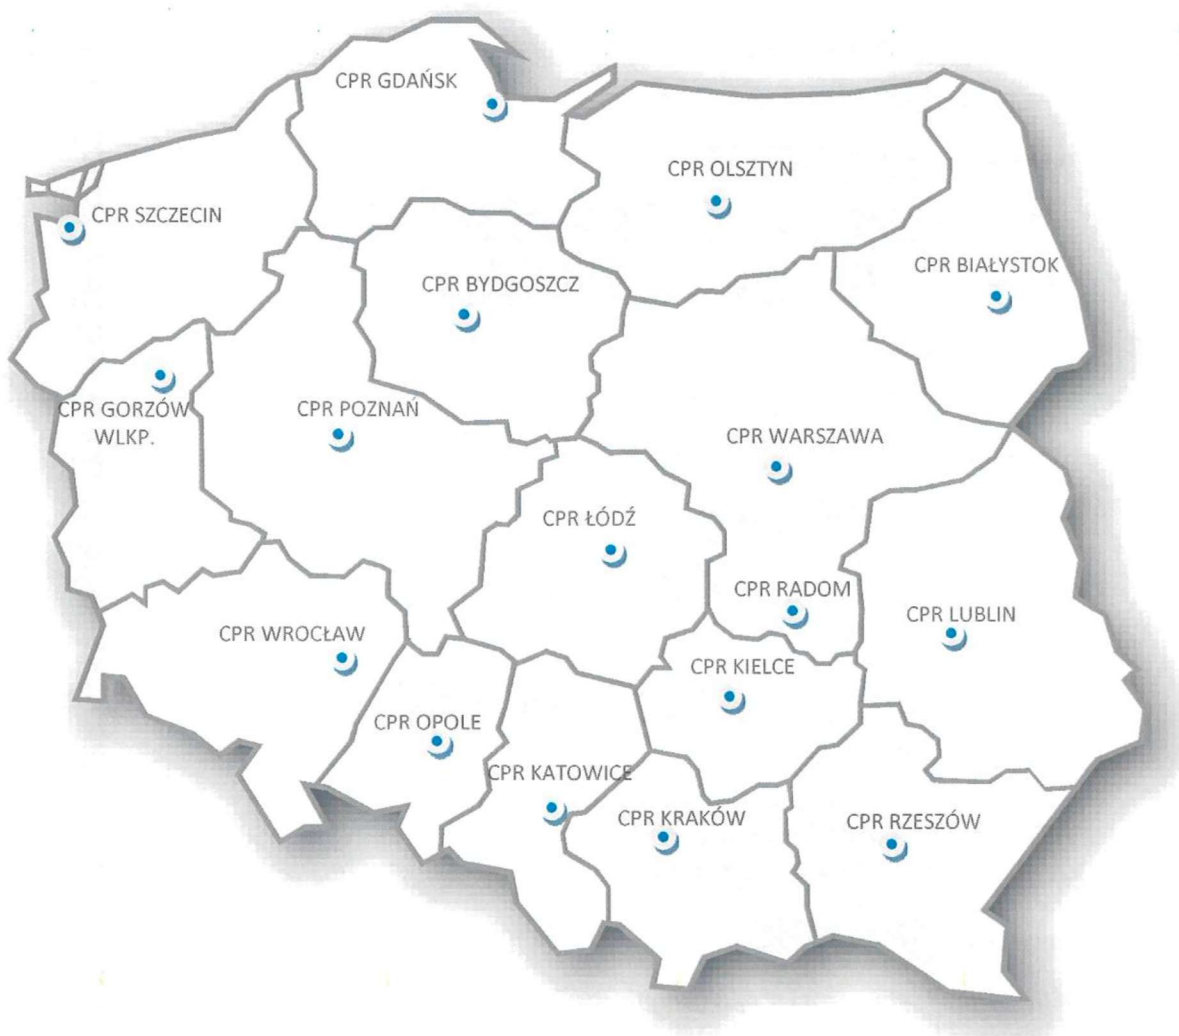 CPR GDAŃSK
CPR OLSZTYN
CPR SZCZECIN
CPR BIAŁYSTOK
CPR BYDGOSZCZ
CPR GORZÓW
WLKP.
CPR POZNAŃ
CPR WARSZAWA
CPR ŁÓDŹ
CPR RADOM
CPR LUBLIN
CPR WROCŁAW
CPR KIELCE
CPR OPOLE
CPR KATOWICE
CPR KRAKÓW
CPR RZESZÓW